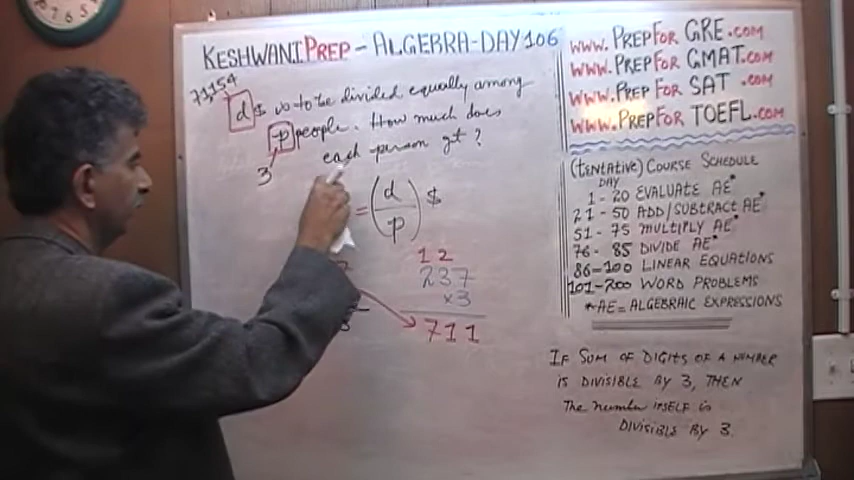 KESHWANI PREP - ALGEBRA-DAY 106
www. PREPFOR GRE.COM
www. PREPFOR GMAT.COM
www. PREPFOR SAT .COM
www. PREPFOR TOEFL.COM
d $ is to be divided equally among
p people. How much does
each person get ?
3
= (d/p) $
1 2
237
x3
711
(TENTATIVE) COURSE SCHEDULE
DAY
1 - 20 EVALUATE AE*
21 - 50 ADD/SUBTRACT AE*
51 - 75 MULTIPLY AE*
76 - 85 DIVIDE AE*
86-100 LINEAR EQUATIONS
101-200 WORD PROBLEMS
*AE = ALGEBRAIC EXPRESSIONS
IF SUM OF DIGITS OF A NUMBER
IS DIVISIBLE BY 3, THEN
The number ITSELF is
DIVISIBLE BY 3.